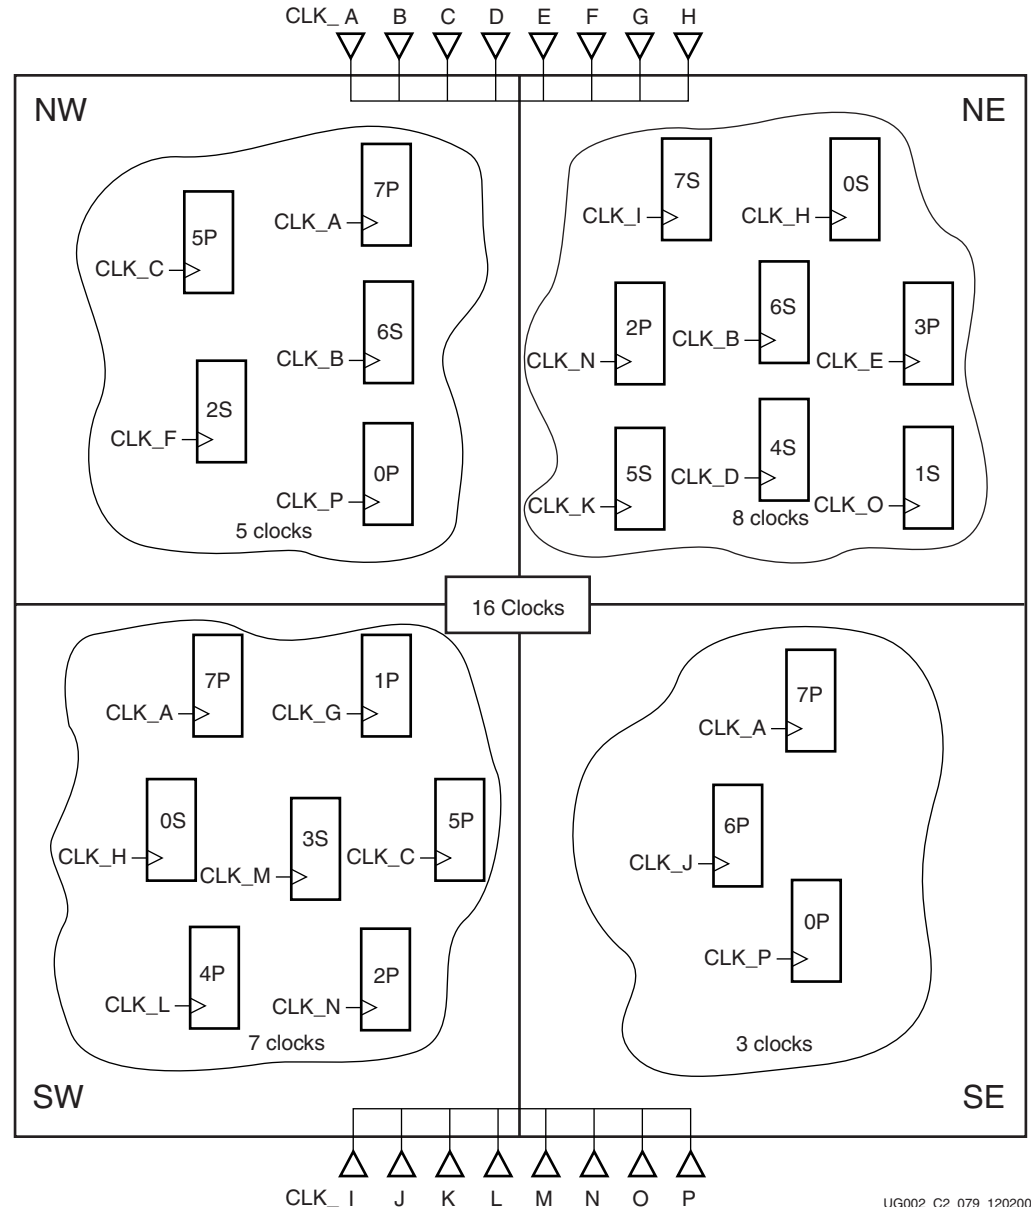 CLK_ A B C D E F G H
NW
NE
7P
CLK_A
5P
CLK_C
6S
CLK_B
2S
CLK_F
0P
CLK_P
5 clocks
7S
CLK_I
0S
CLK_H
6S
CLK_B
2P
CLK_N
3P
CLK_E
4S
CLK_D
5S
CLK_K
1S
CLK_O
8 clocks
16 Clocks
7P
CLK_A
1P
CLK_G
0S
CLK_H
3S
CLK_M
5P
CLK_C
4P
CLK_L
2P
CLK_N
7 clocks
7P
CLK_A
6P
CLK_J
0P
CLK_P
3 clocks
SW
SE
CLK_ I J K L M N O P
UG002_C2_079_120200